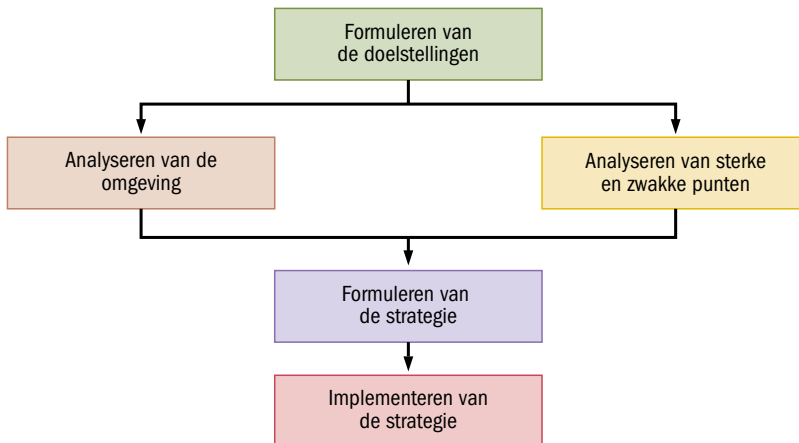 Formuleren van
de doelstellingen
Analyseren van de
omgeving
Analyseren van sterke
en zwakke punten
Formuleren van
de strategie
Implementeren van
de strategie